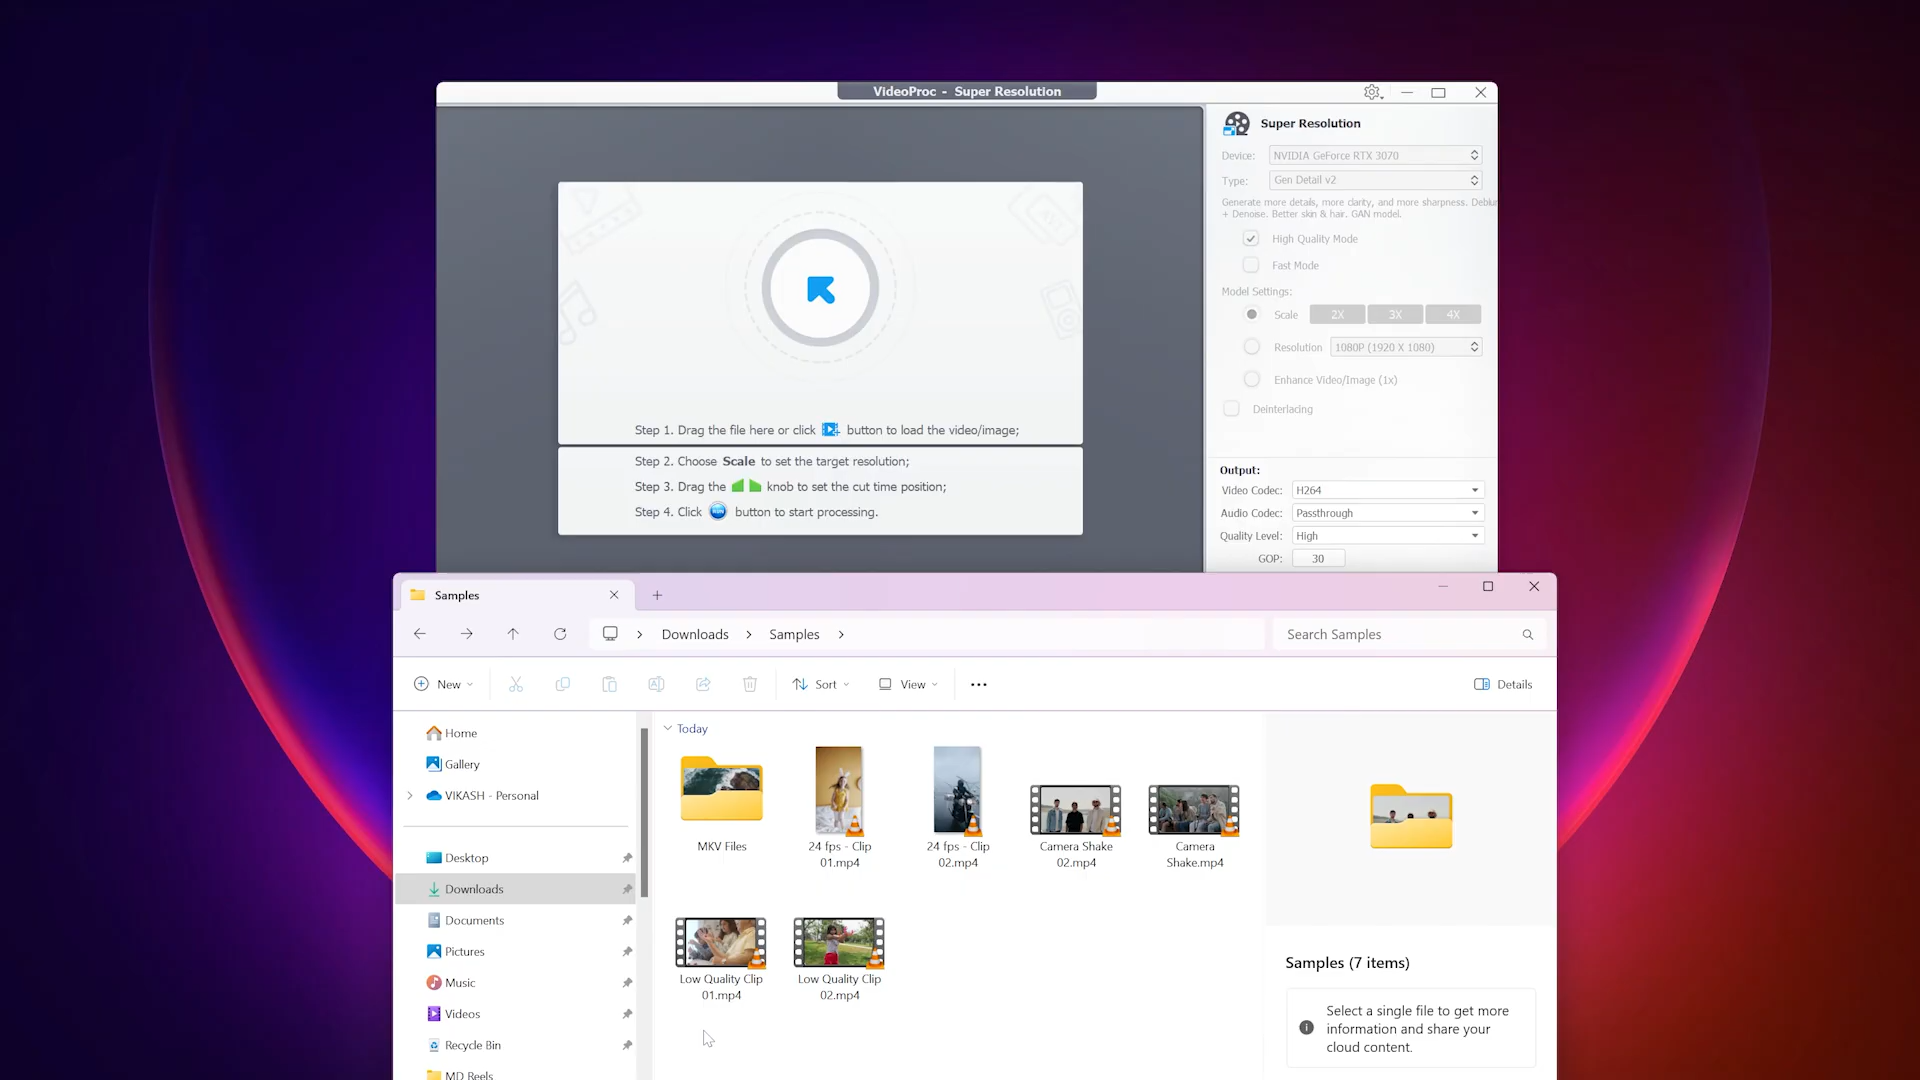 VideoProc - Super Resolution
Super Resolution
Device: NVIDIA GeForce RTX 3070
Type: Gen Detail v2
Generate more details, more clarity, and more sharpness. Deblur
+ Denoise. Better skin & hair. GAN model.
High Quality Mode
Fast Mode
Model Settings:
Scale 2X 3X 4X
Resolution 1080P (1920 X 1080)
Enhance Video/Image (1x)
Deinterlacing
Output:
Video Codec: H264
Audio Codec: Passthrough
Quality Level: High
GOP: 30
Step 1. Drag the file here or click button to load the video/image;
Step 2. Choose Scale to set the target resolution;
Step 3. Drag the knob to set the cut time position;
Step 4. Click button to start processing.
Samples
Downloads > Samples >
Search Samples
New
Sort
View
Details
Home
Gallery
VIKASH - Personal
Desktop
Downloads
Documents
Pictures
Music
Videos
Recycle Bin
MD Reels
Today
MKV Files
24 fps - Clip
01.mp4
24 fps - Clip
02.mp4
Camera Shake
02.mp4
Camera
Shake.mp4
Low Quality Clip
01.mp4
Low Quality Clip
02.mp4
Samples (7 items)
Select a single file to get more
information and share your
cloud content.